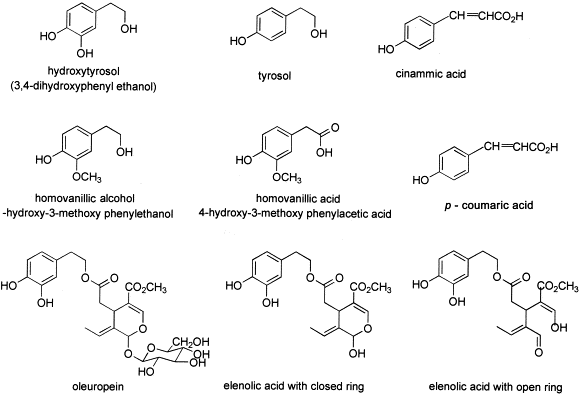 HO
OH
OH
hydroxytyrosol
(3,4-dihydroxyphenyl ethanol)
HO
OH
tyrosol
CH=CHCO₂H
HO
cinammic acid
HO
OH
OCH₃
homovanillic alcohol
-hydroxy-3-methoxy phenylethanol
O
HO
OH
OCH₃
homovanillic acid
4-hydroxy-3-methoxy phenylacetic acid
CH=CHCO₂H
HO
p - coumaric acid
HO
HO
O
O
CO₂CH₃
O
O
O
HO
CH₂OH
OH
HO
OH
oleuropein
HO
HO
O
O
CO₂CH₃
O
OH
elenolic acid with closed ring
HO
HO
O
O
CO₂CH₃
OH
O
elenolic acid with open ring